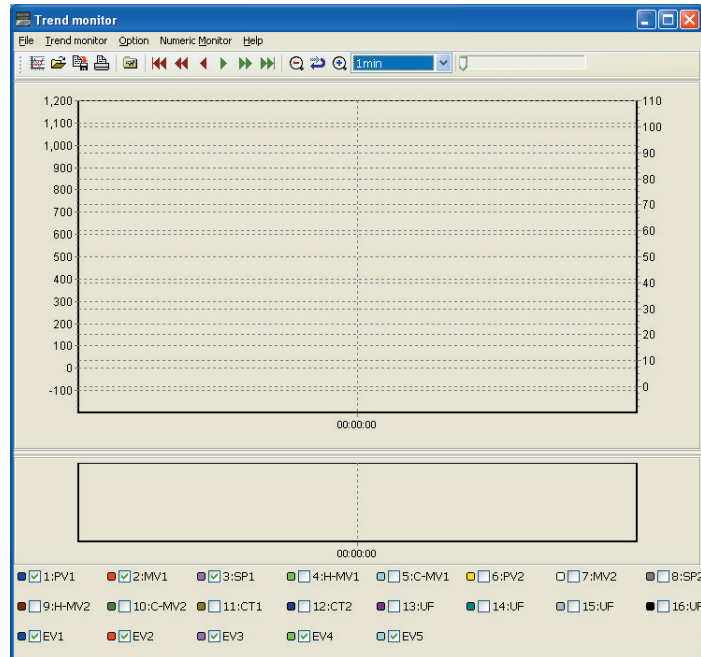 Trend monitor
File Trend monitor Option Numeric Monitor Help
1min
1,200 110
1,100 100
1,000 90
900
800 80
700 70
600 60
500 50
400 40
300 30
200 20
100 10
0
-100 0
00:00:00
00:00:00
1:PV1 2:MV1 3:SP1 4:H-MV1 5:C-MV1 6:PV2 7:MV2 8:SP2
9:H-MV2 10:C-MV2 11:CT1 12:CT2 13:UF 14:UF 15:UF 16:UF
EV1 EV2 EV3 EV4 EV5